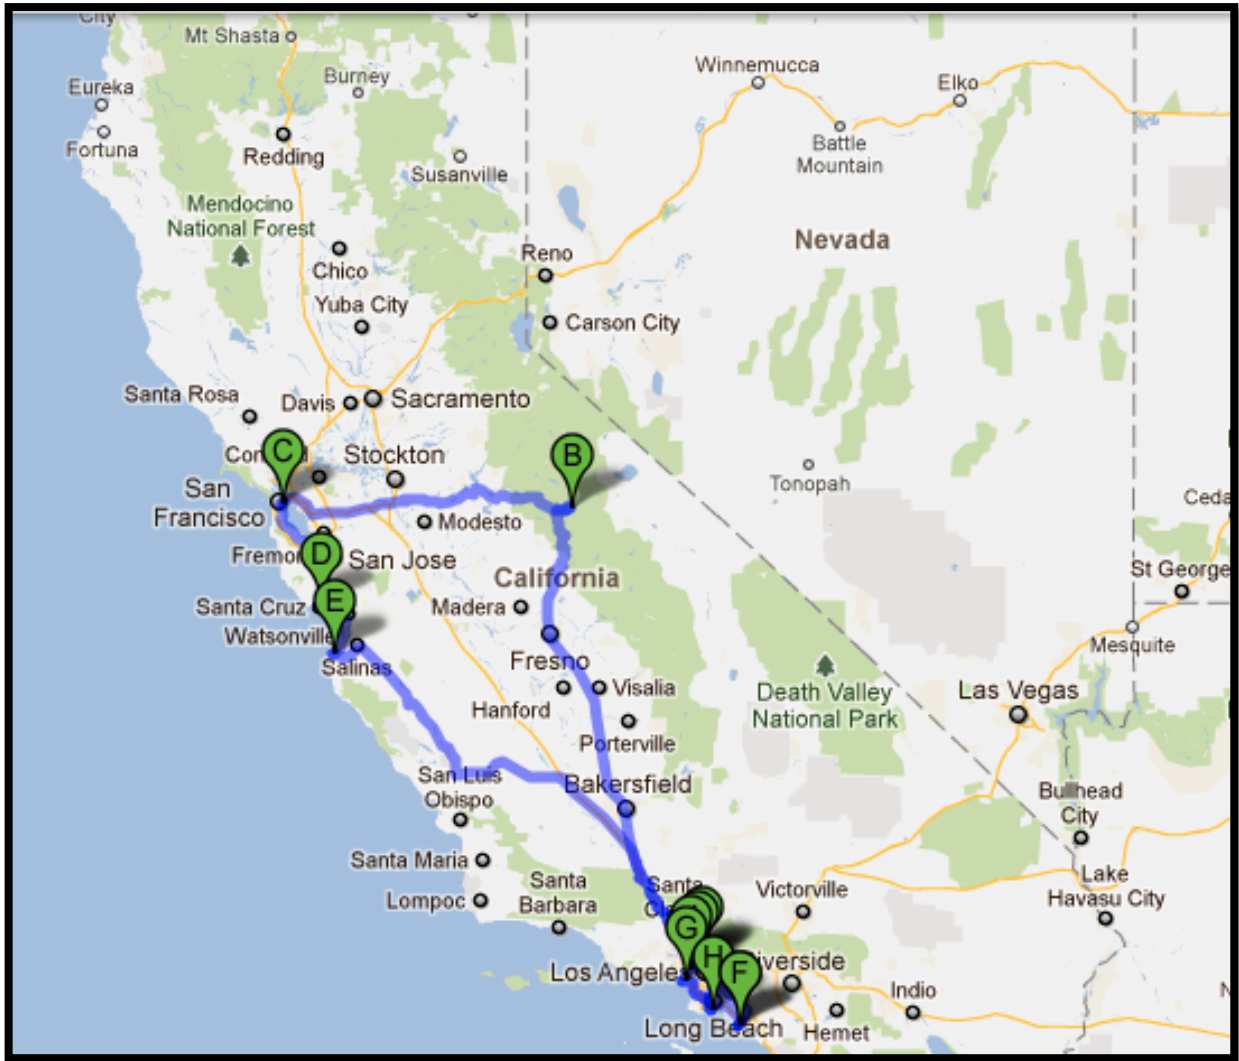 City
Mt Shasta
Burney
Eureka
Fortuna
Redding
Susanville
Winnemucca
Elko
Battle
Mountain
Mendocino
National Forest
Chico
Yuba City
Reno
Carson City
Nevada
Santa Rosa
Davis
Sacramento
C
Stockton
B
San
Francisco
Modesto
Tonopah
D
San Jose
California
E
Santa Cruz
Madera
Watsonville
Salinas
Fresno
Visalia
Hanford
Porterville
Death Valley
National Park
Las Vegas
St George
Mesquite
San Luis
Obispo
Bakersfield
Bullhead
City
Santa Maria
Lompoc
Santa
Barbara
Santa
Victorville
Lake
Havasu City
G
H
F
Los Angeles
Indio
Long Beach
Hemet